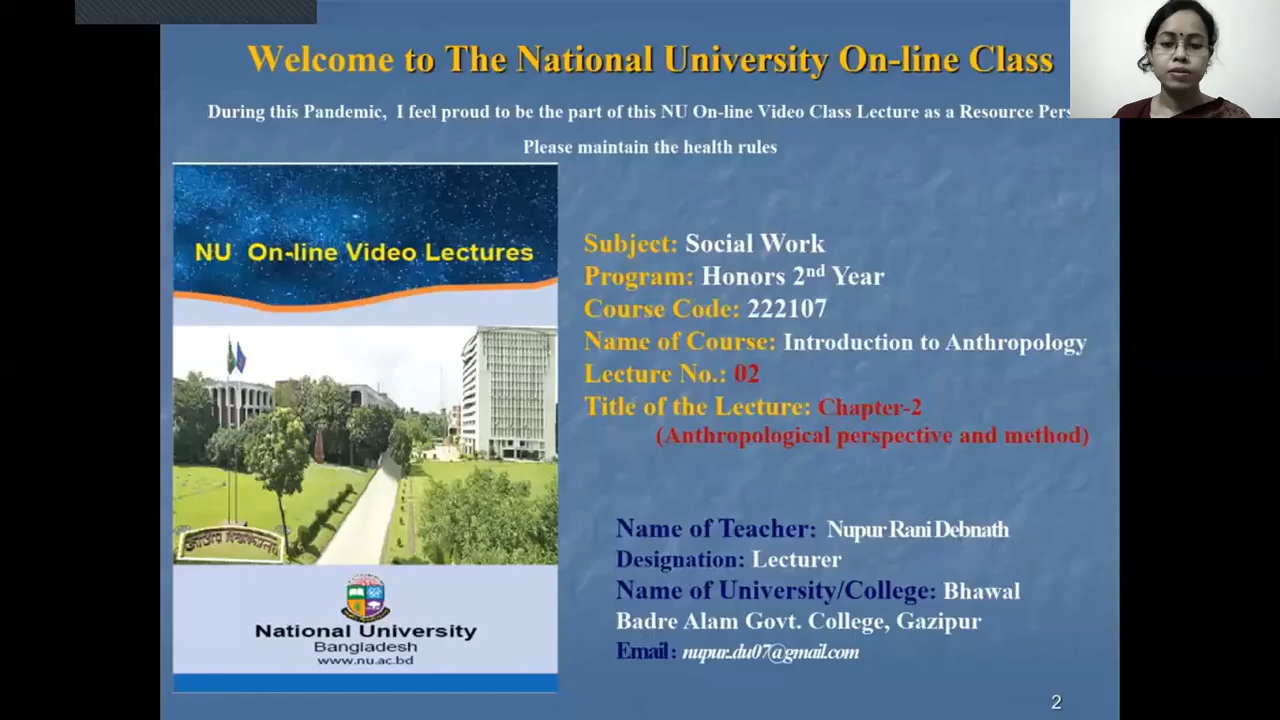 Welcome to The National University On-line Class
During this Pandemic, I feel proud to be the part of this NU On-line Video Class Lecture as a Resource Pers
Please maintain the health rules
NU On-line Video Lectures
Subject: Social Work
Program: Honors 2nd Year
Course Code: 222107
Name of Course: Introduction to Anthropology
Lecture No.: 02
Title of the Lecture: Chapter-2
(Anthropological perspective and method)
জাতীয় বিশ্ববিদ্যালয়
Name of Teacher: Nupur Rani Debnath
Designation: Lecturer
Name of University/College: Bhawal
Badre Alam Govt. College, Gazipur
Email : nupur.du07@gmail.com
National University
Bangladesh
www.nu.ac.bd
2